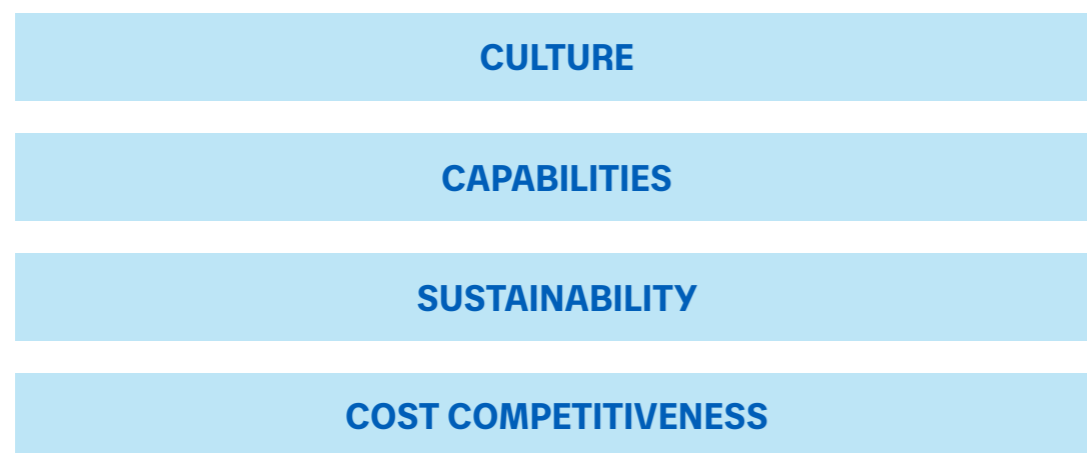 CULTURE
CAPABILITIES
SUSTAINABILITY
COST COMPETITIVENESS